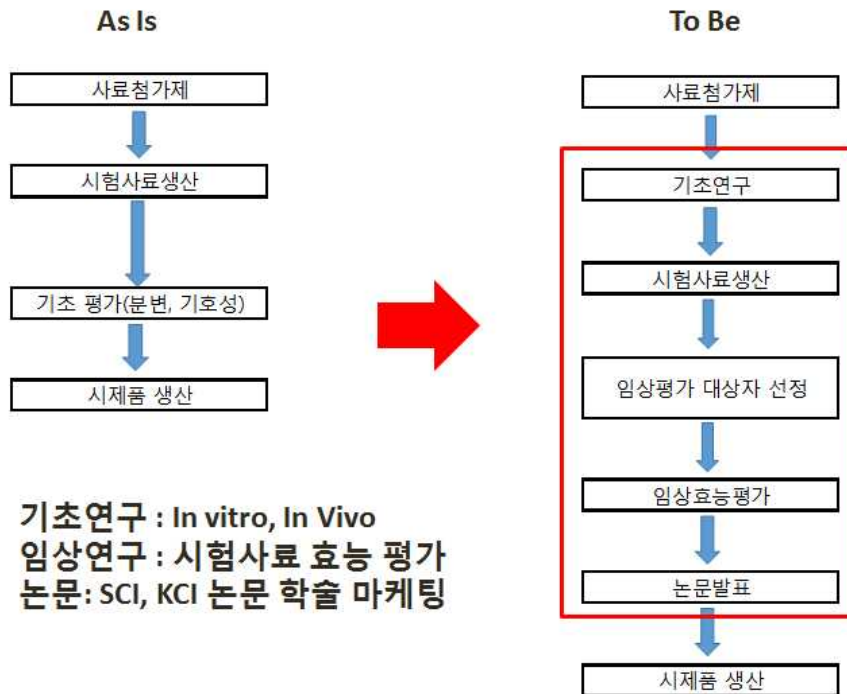 As Is
사료첨가제
시험사료생산
기초 평가(분변, 기호성)
시제품 생산
기초연구 : In vitro, In Vivo
임상연구 : 시험사료 효능 평가
논문: SCI, KCI 논문 학술 마케팅
To Be
사료첨가제
기초연구
시험사료생산
임상평가 대상자 선정
임상효능평가
논문발표
시제품 생산